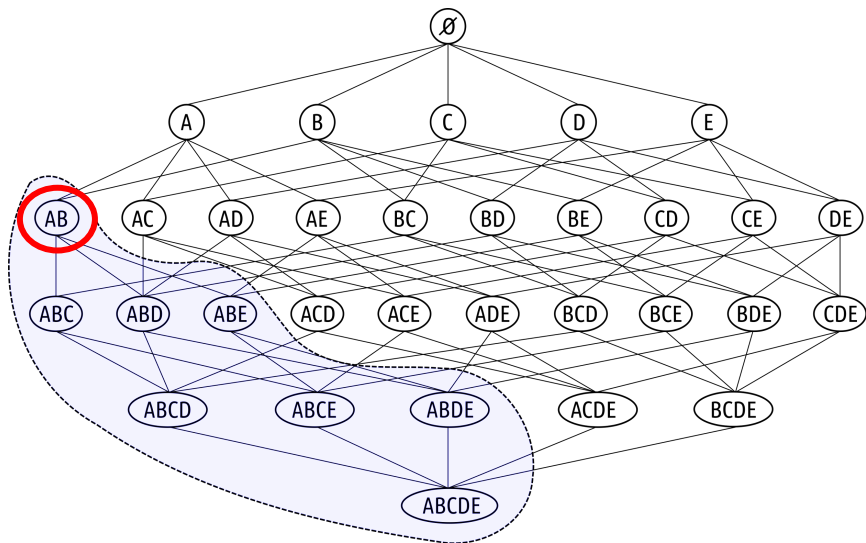 Ø
A B C D E
AB AC AD AE BC BD BE CD CE DE
ABC ABD ABE ACD ACE ADE BCD BCE BDE CDE
ABCD ABCE ABDE ACDE BCDE
ABCDE